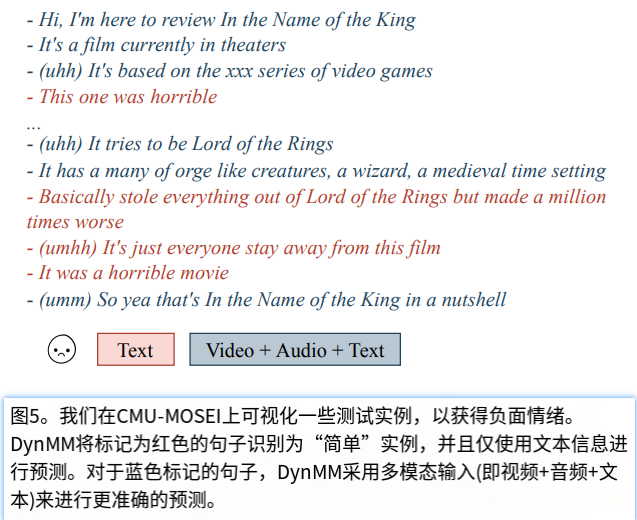 - Hi, I'm here to review In the Name of the King
- It's a film currently in theaters
- (uhh) It's based on the xxx series of video games
- This one was horrible
...
- (uhh) It tries to be Lord of the Rings
- It has a many of orge like creatures, a wizard, a medieval time setting
- Basically stole everything out of Lord of the Rings but made a million
times worse
- (umhh) It's just everyone stay away from this film
- It was a horrible movie
- (umm) So yea that's In the Name of the King in a nutshell
Text Video + Audio + Text
图5。我们在CMU-MOSEI上可视化一些测试实例，以获得负面情绪。
DynMM将标记为红色的句子识别为“简单”实例，并且仅使用文本信息进
行预测。对于蓝色标记的句子，DynMM采用多模态输入(即视频+音频+文
本)来进行更准确的预测。